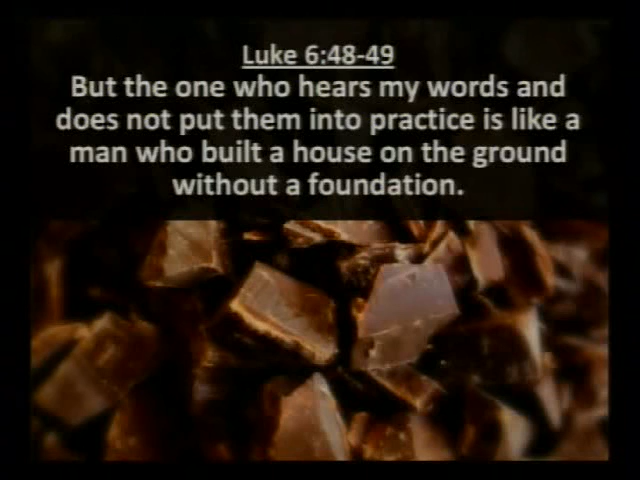 Luke 6:48-49
But the one who hears my words and
does not put them into practice is like a
man who built a house on the ground
without a foundation.